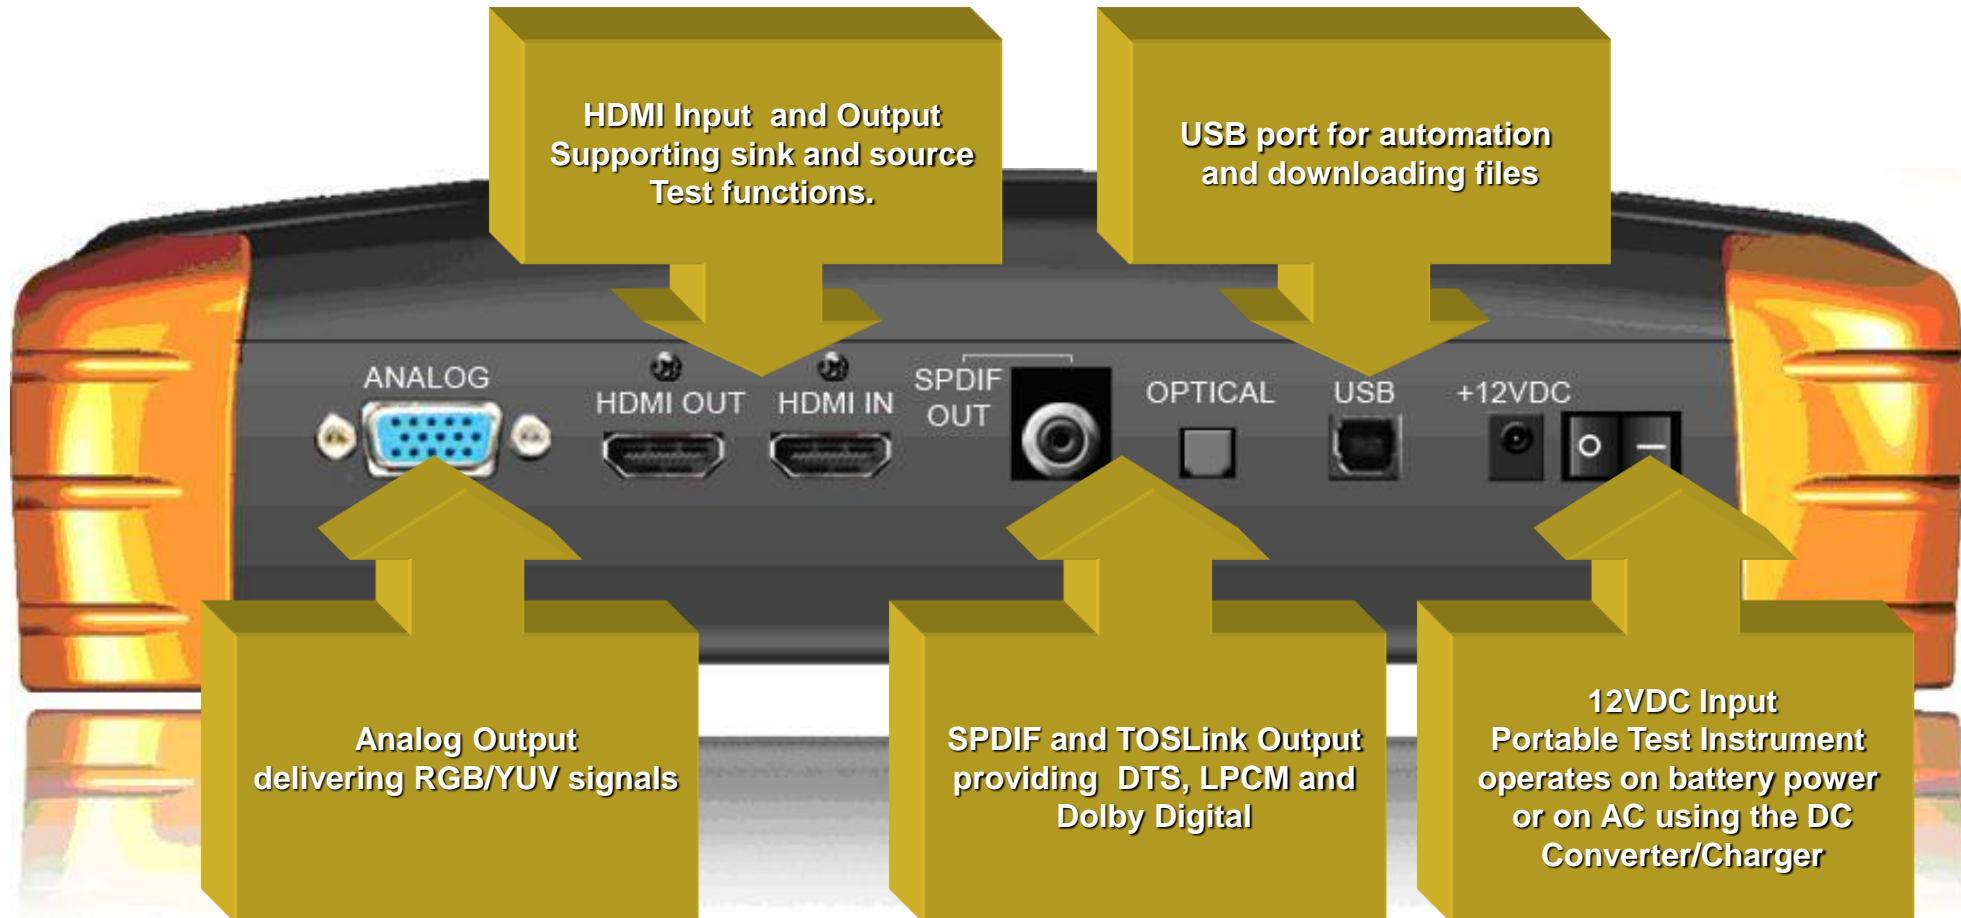 HDMI Input and Output
Supporting sink and source
Test functions.
USB port for automation
and downloading files
ANALOG
HDMI OUT
HDMI IN
SPDIF
OUT
OPTICAL
USB
+12VDC
Analog Output
delivering RGB/YUV signals
SPDIF and TOSLink Output
providing DTS, LPCM and
Dolby Digital
12VDC Input
Portable Test Instrument
operates on battery power
or on AC using the DC
Converter/Charger